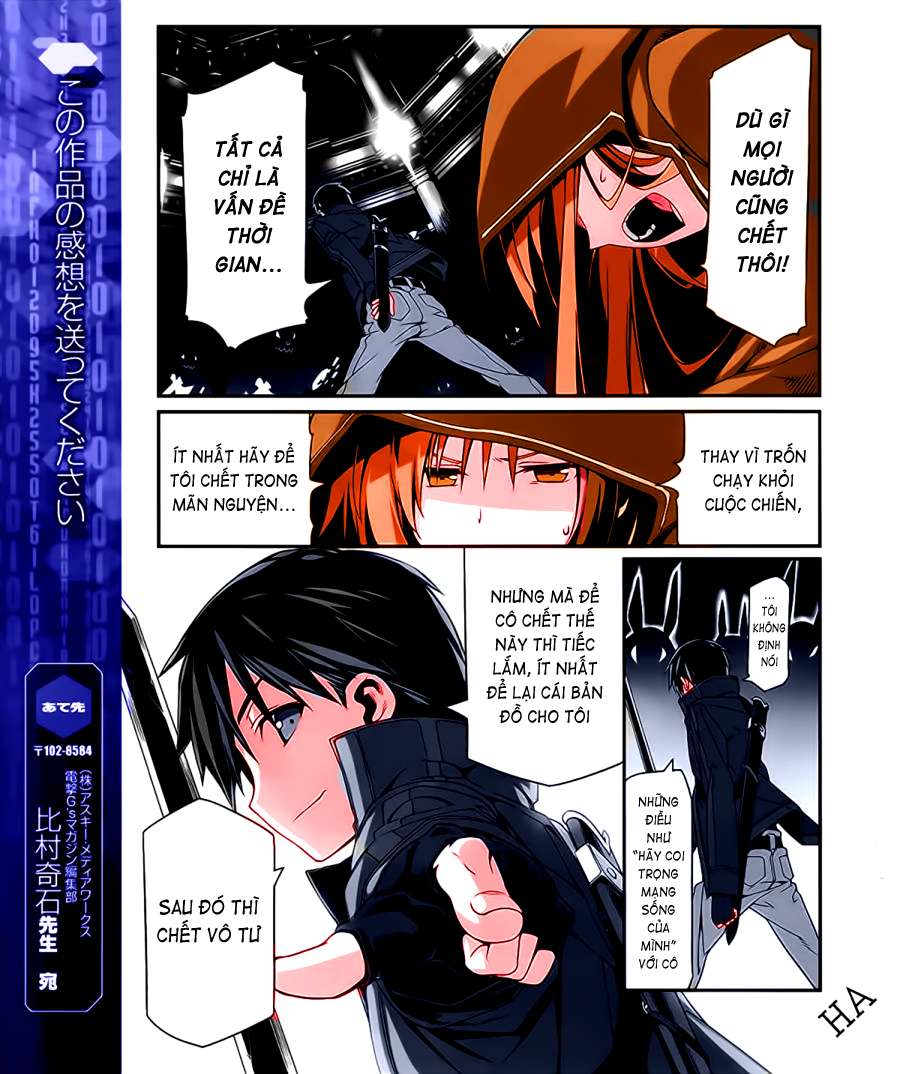 DÙ GÌ
MỌI
NGƯỜI
CŨNG
CHẾT
THÔI!
TẤT CẢ
CHỈ LÀ
VẤN ĐỀ
THỜI
GIAN...
THAY VÌ TRỐN
CHẠY KHỎI
CUỘC CHIẾN,
ÍT NHẤT HÃY ĐỂ
TÔI CHẾT TRONG
MÃN NGUYỆN...
...
TÔI
KHÔNG
ĐỊNH
NÓI
NHỮNG
ĐIỀU
NHƯ
“HÃY COI
TRỌNG
MẠNG
SỐNG
CỦA
MÌNH”
VỚI CÔ
NHƯNG MÀ ĐỂ
CÔ CHẾT THẾ
NÀY THÌ TIẾC
LẮM, ÍT NHẤT
ĐỂ LẠI CÁI BẢN
ĐỒ CHO TÔI
SAU ĐÓ THÌ
CHẾT VÔ TƯ
HA
この作品の感想を送ってください
あて先
〒102-8584
(株)アスキー・メディアワークス
電撃G'sマガジン編集部
比村奇石先生 宛